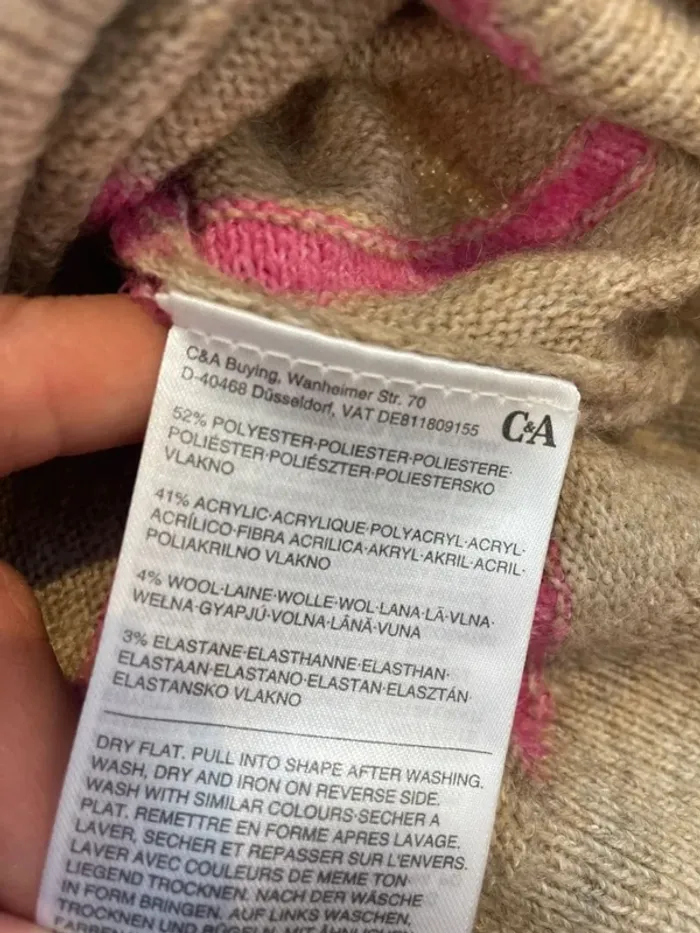 C&A Buying, Wanheimer Str. 70
D-40468 Düsseldorf, VAT DE811809155
C&A
52% POLYESTER·POLIESTER·POLIESTERE·
POLIÉSTER·POLIÉSZTER·POLIESTERSKO
VLAKNO
41% ACRYLIC·ACRYLIQUE·POLYACRYL·ACRYL·
ACRÍLICO·FIBRA ACRILICA·AKRYL·AKRIL·ACRIL·
POLIAKRILNO VLAKNO
4% WOOL·LAINE·WOLLE·WOL·LANA·LÃ·VLNA·
WEŁNA·GYAPJÚ·VOLNA·LÂNĂ·VUNA
3% ELASTANE·ELASTHANNE·ELASTHAN·
ELASTAAN·ELASTANO·ELASTAN·ELASZTÁN·
ELASTANSKO VLAKNO
DRY FLAT. PULL INTO SHAPE AFTER WASHING.
WASH, DRY AND IRON ON REVERSE SIDE.
WASH WITH SIMILAR COLOURS·SECHER A
PLAT. REMETTRE EN FORME APRES LAVAGE.
LAVER, SECHER ET REPASSER SUR L'ENVERS.
LAVER AVEC COULEURS DE MEME TON·
LIEGEND TROCKNEN. NACH DER WÄSCHE
IN FORM BRINGEN. AUF LINKS WASCHEN,
TROCKNEN UND BÜGELN. MIT ÄHNLICHEN